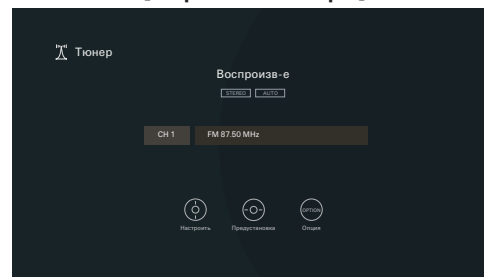 Тюнер
Воспроизв-е
STEREO AUTO
CH 1 FM 87.50 MHz
OPTION
Настроить Предустановка Опция